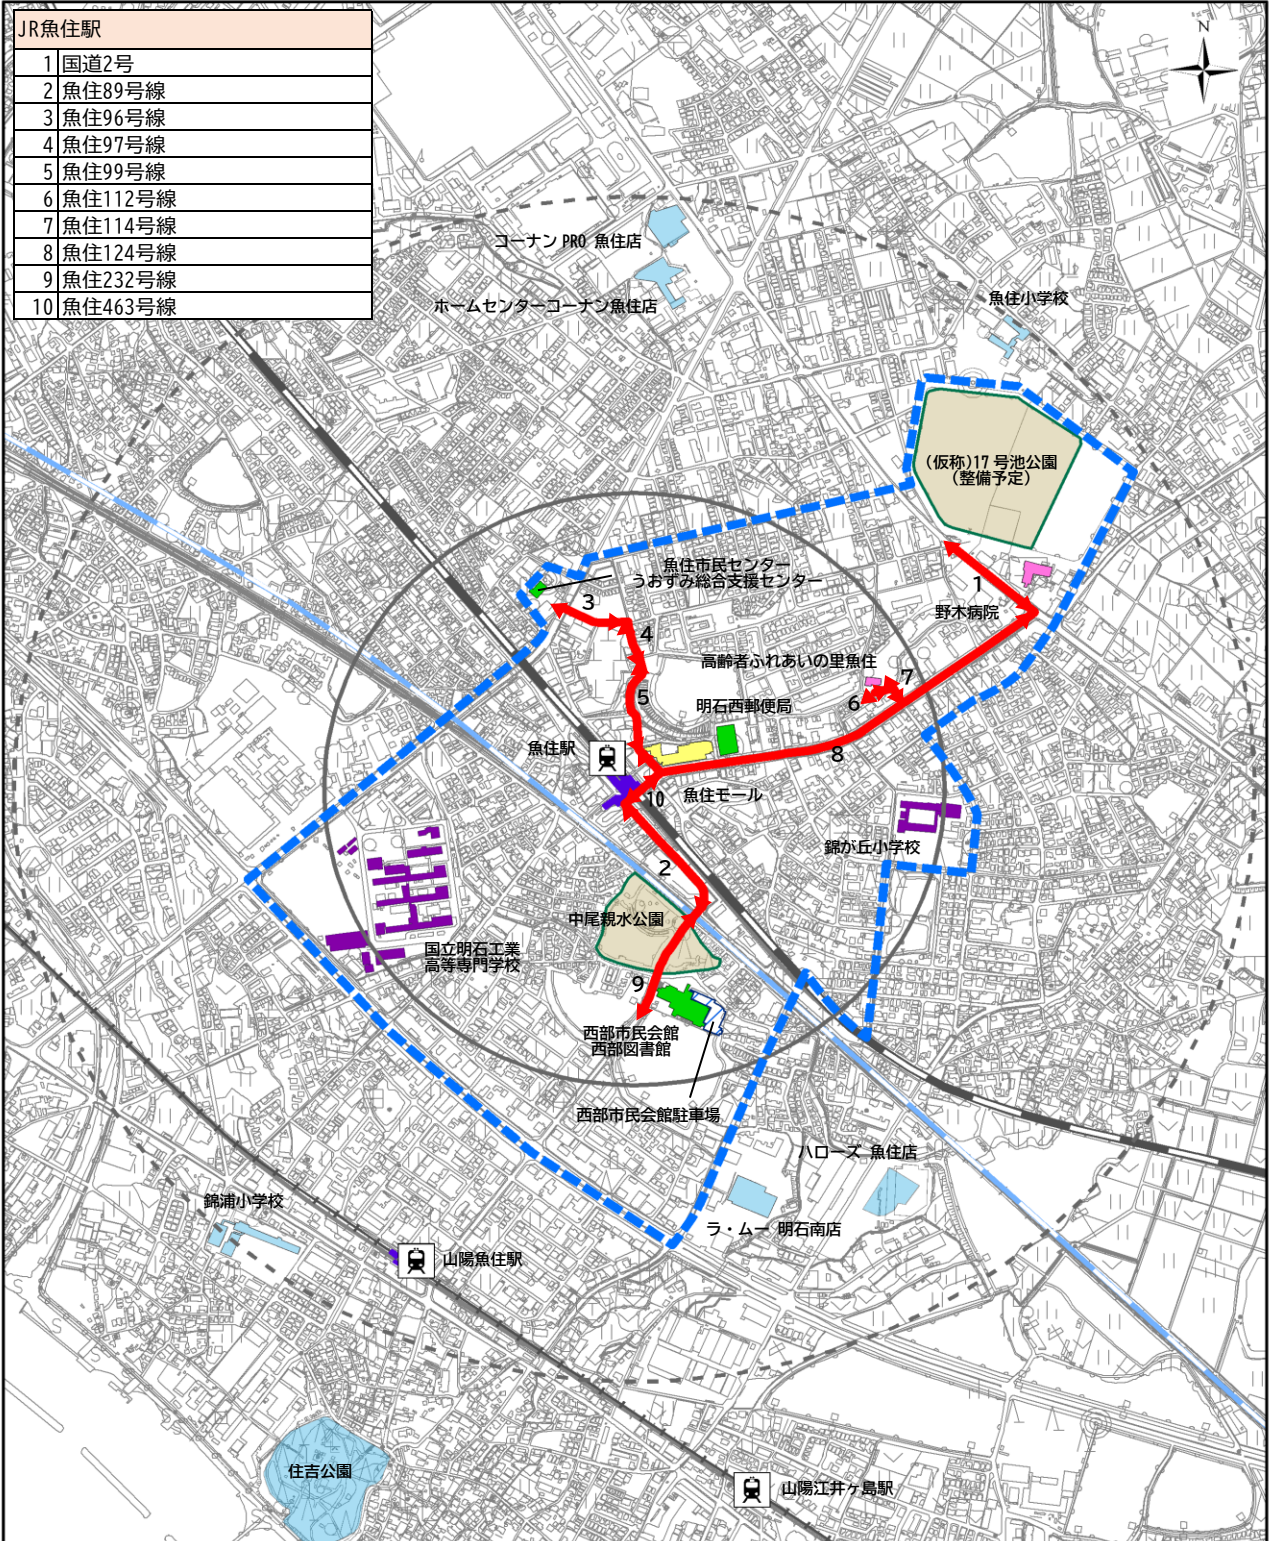 JR魚住駅
1 国道2号
2 魚住89号線
3 魚住96号線
4 魚住97号線
5 魚住99号線
6 魚住112号線
7 魚住114号線
8 魚住124号線
9 魚住232号線
10 魚住463号線
N
コーナン PRO 魚住店
ホームセンターコーナン魚住店
魚住小学校
(仮称)17号池公園
(整備予定)
魚住市民センター
うおずみ総合支援センター
3
1
野木病院
4
高齢者ふれあいの里魚住
7
5
明石西郵便局
6
魚住駅
8
10
魚住モール
錦が丘小学校
2
中尾親水公園
国立明石工業
高等専門学校
9
西部市民会館
西部図書館
西部市民会館駐車場
ハローズ 魚住店
錦浦小学校
ラ・ムー 明石南店
山陽魚住駅
住吉公園
山陽江井ヶ島駅